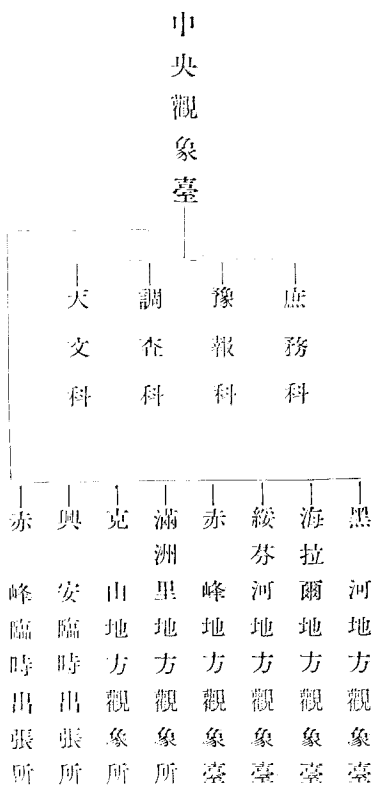 中央觀象臺
庶務科
豫報科
調査科
天文科
黑河地方觀象臺
海拉爾地方觀象臺
綏芬河地方觀象臺
赤峰地方觀象臺
滿洲里地方觀象所
克山地方觀象所
興安臨時出張所
赤峰臨時出張所